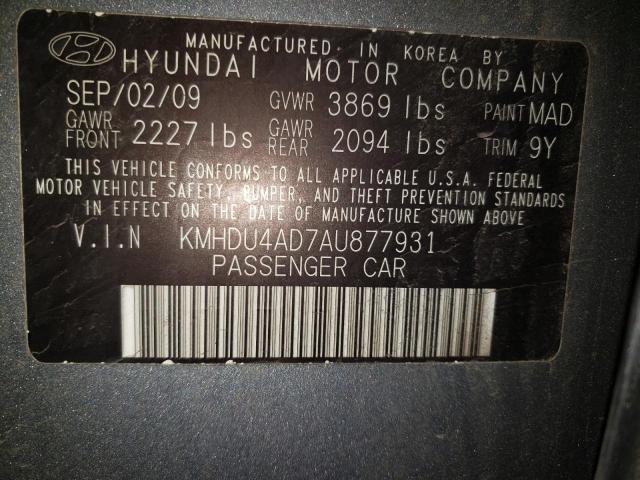 MANUFACTURED IN KOREA BY
HYUNDAI MOTOR COMPANY
SEP/02/09 GVWR 3869 lbs PAINT MAD
GAWR FRONT 2227 lbs GAWR REAR 2094 lbs TRIM 9Y
THIS VEHICLE CONFORMS TO ALL APPLICABLE U.S.A. FEDERAL
MOTOR VEHICLE SAFETY, BUMPER, AND THEFT PREVENTION STANDARDS
IN EFFECT ON THE DATE OF MANUFACTURE SHOWN ABOVE
V.I.N KMHDU4AD7AU877931
PASSENGER CAR